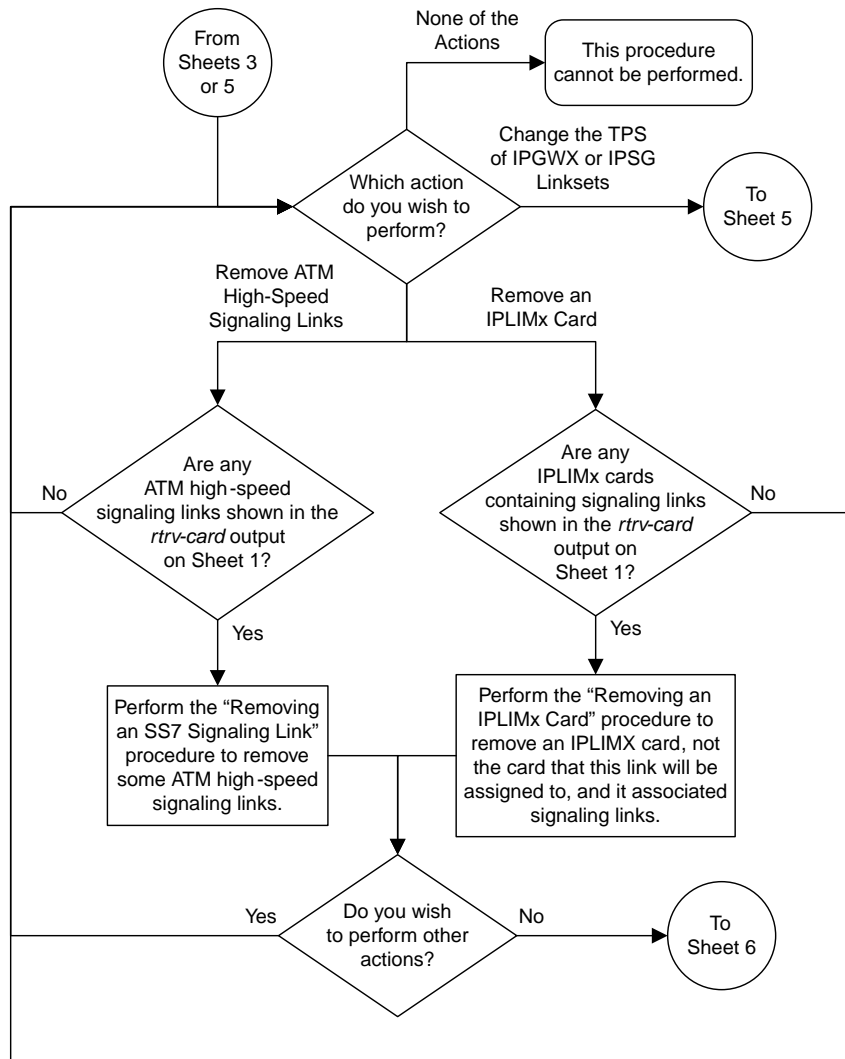 From
Sheets 3
or 5
None of the
Actions
This procedure
cannot be performed.
Which action
do you wish to
perform?
Change the TPS
of IPGWX or IPSG
Linksets
To
Sheet 5
Remove ATM
High-Speed
Signaling Links
Remove an
IPLIMx Card
No
Are any
ATM high-speed
signaling links shown in the
rtrv-card output
on Sheet 1?
Are any
IPLIMx cards
containing signaling links
shown in the rtrv-card
output on
Sheet 1?
No
Yes
Yes
Perform the “Removing
an SS7 Signaling Link”
procedure to remove
some ATM high-speed
signaling links.
Perform the “Removing an
IPLIMx Card” procedure to
remove an IPLIMX card, not
the card that this link will be
assigned to, and it associated
signaling links.
Yes
Do you wish
to perform other
actions?
No
To
Sheet 6